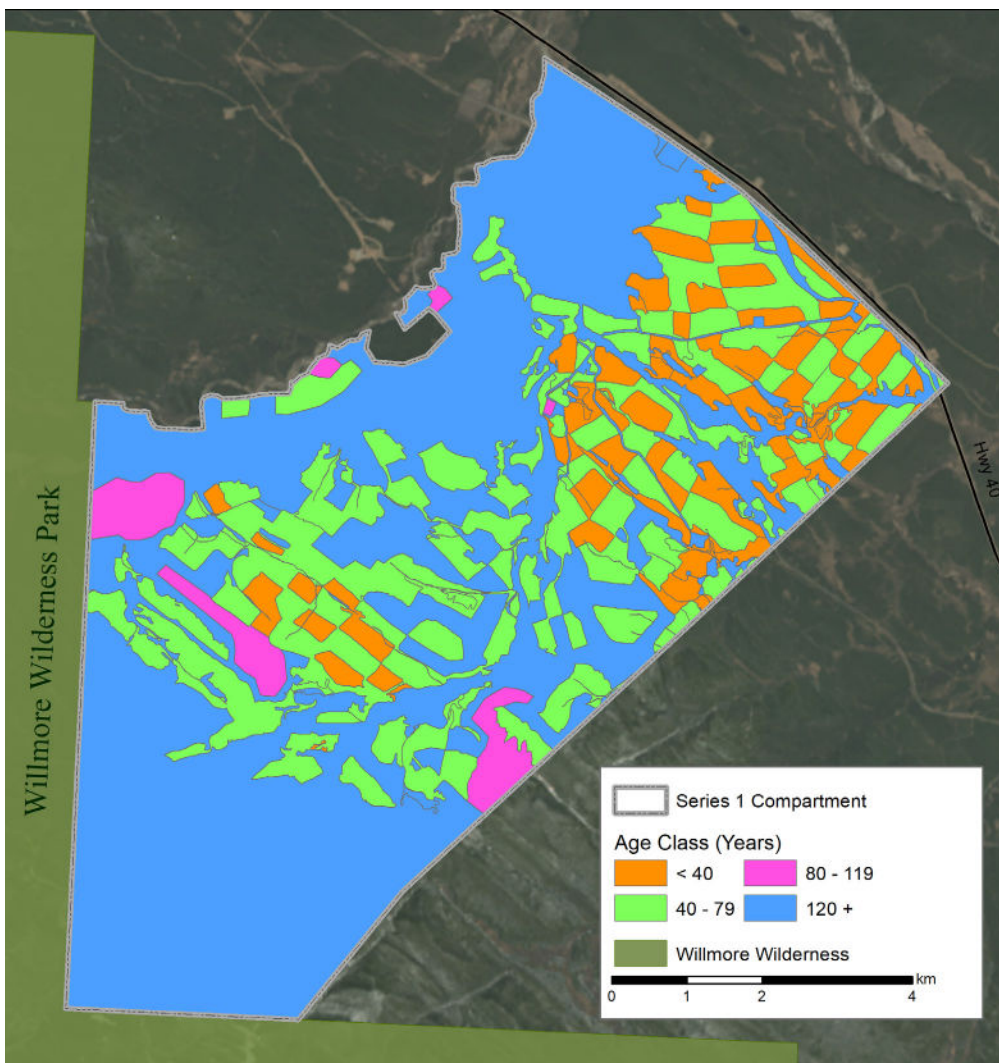 Willmore Wilderness Park
Hwy 40
Series 1 Compartment
Age Class (Years)
< 40
80 - 119
40 - 79
120 +
Willmore Wilderness
km
0 1 2 4